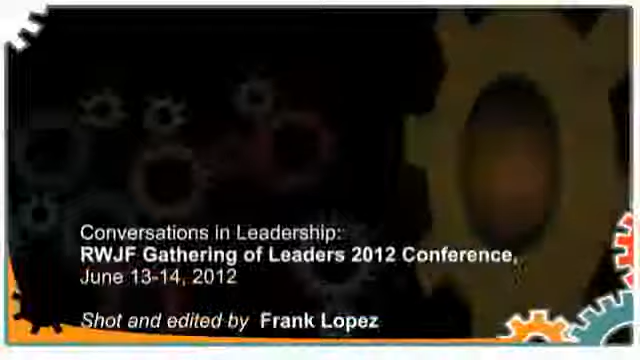 Conversations in Leadership:
RWJF Gathering of Leaders 2012 Conference,
June 13-14, 2012
Shot and edited by Frank Lopez